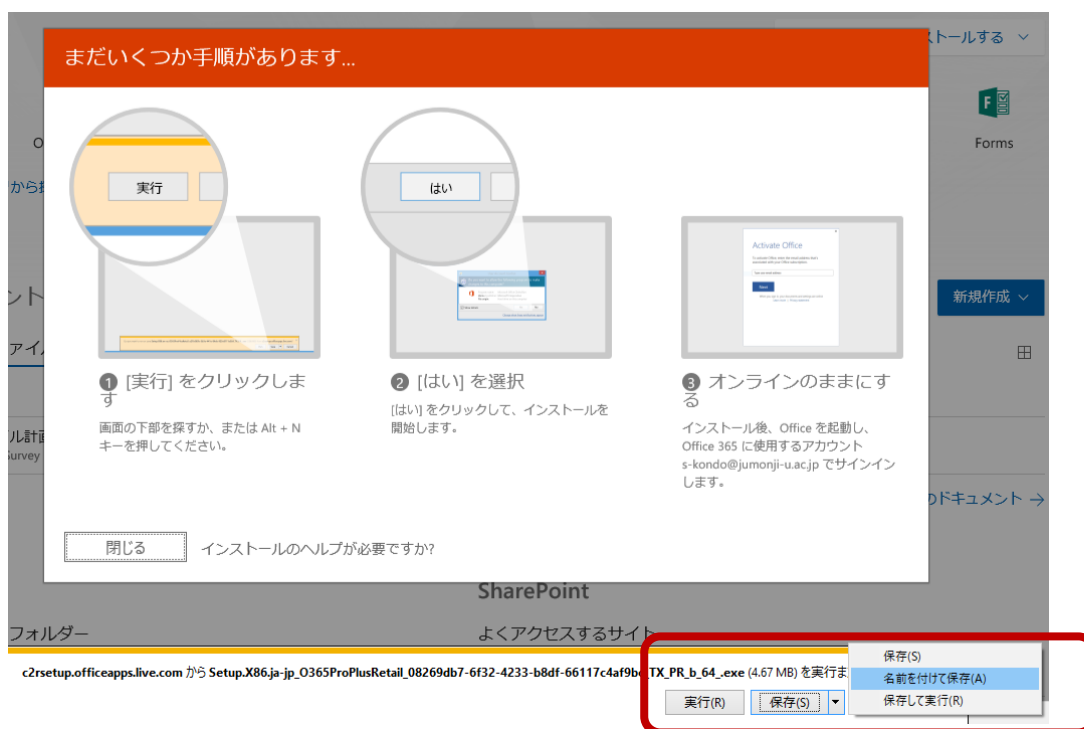 まだいくつか手順があります...
ストールする
Forms
から
実行
はい
Activate Office
ント
新規作成
アイ
❶ [実行] をクリックしま
す
画面の下部を探すか、または Alt + N
キーを押してください。
❷ [はい] を選択
[はい] をクリックして、インストールを
開始します。
❸ オンラインのままにす
る
インストール後、Office を起動し、
Office 365 に使用するアカウント
s-kondo@jumonji-u.ac.jp でサインイン
します。
ル計画
Survey
のドキュメント →
閉じる
インストールのヘルプが必要ですか?
SharePoint
フォルダー
よくアクセスするサイト
c2rsetup.officeapps.live.com から Setup.X86.ja-jp_O365ProPlusRetail_08269db7-6f32-4233-b8df-66117c4af9b _TX_PR_b_64_.exe (4.67 MB) を実行ま
保存(S)
名前を付けて保存(A)
保存して実行(R)
実行(R)
保存(S)